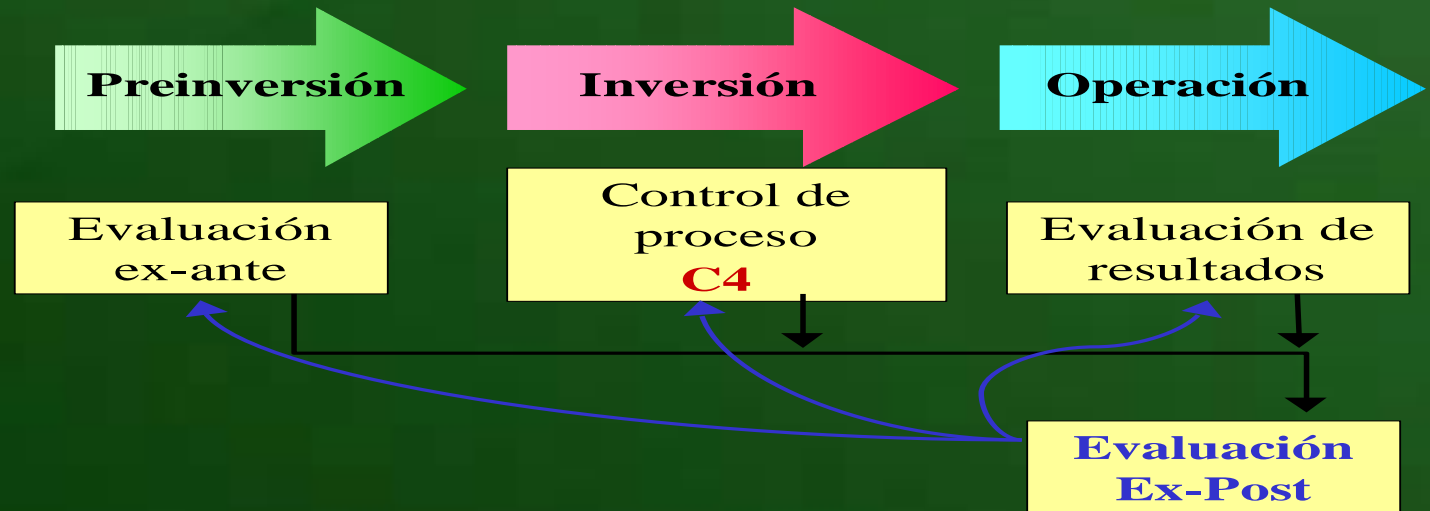 Preinversión
Inversión
Operación
Evaluación
ex-ante
Control de
proceso
C4
Evaluación de
resultados
Evaluación
Ex-Post